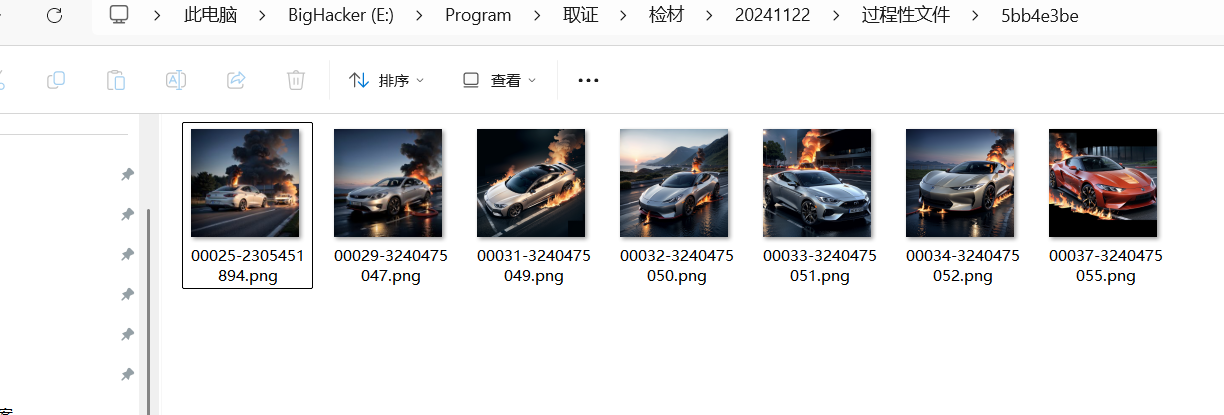 此电脑 > BigHacker (E:) > Program > 取证 > 检材 > 20241122 > 过程性文件 > 5bb4e3be
排序 查看 •••
00025-2305451894.png
00029-3240475047.png
00031-3240475049.png
00032-3240475050.png
00033-3240475051.png
00034-3240475052.png
00037-3240475055.png